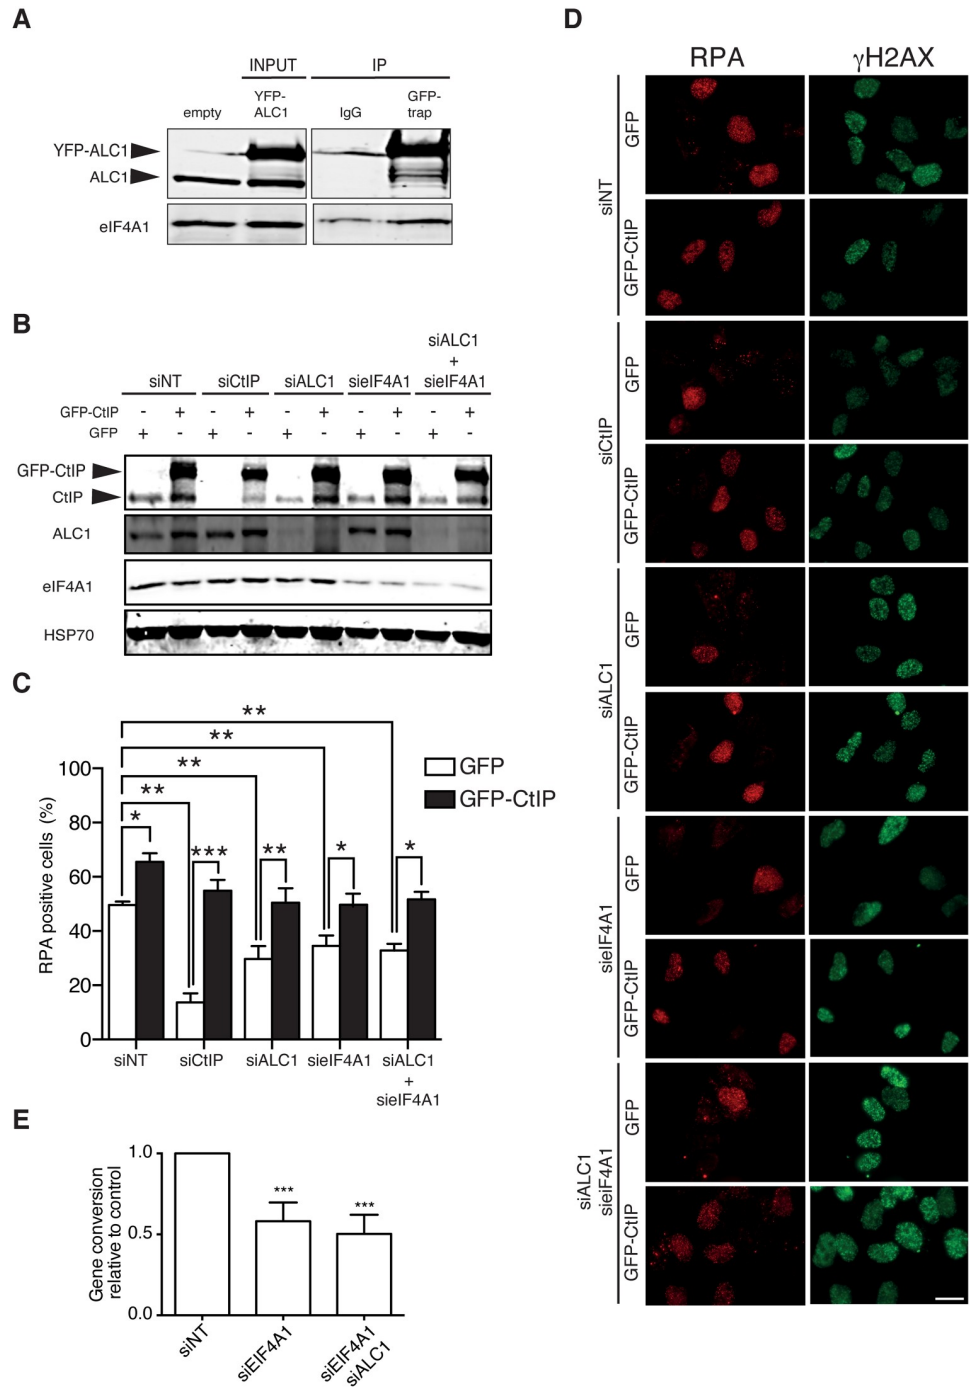 A
INPUT IP
empty YFP-ALC1 IgG GFP-trap
YFP-ALC1
ALC1
eIF4A1
B
siNT siCtIP siALC1 sieIF4A1 siALC1 + sieIF4A1
GFP-CtIP - + - + - + - + - +
GFP + - + - + - + - + -
GFP-CtIP
CtIP
ALC1
eIF4A1
HSP70
C
**
**
**
**
* *** ** * *
GFP
GFP-CtIP
RPA positive cells (%)
100
80
60
40
20
0
siNT siCtIP siALC1 sieIF4A1 siALC1 + sieIF4A1
E
Gene conversion
relative to control
1.0
0.5
0.0
*** ***
siNT siEIF4A1 siEIF4A1 siALC1
D
RPA γH2AX
siNT
GFP
GFP-CtIP
siCtIP
GFP
GFP-CtIP
siALC1
GFP
GFP-CtIP
sieIF4A1
GFP
GFP-CtIP
siALC1
sieiF4A1
GFP
GFP-CtIP